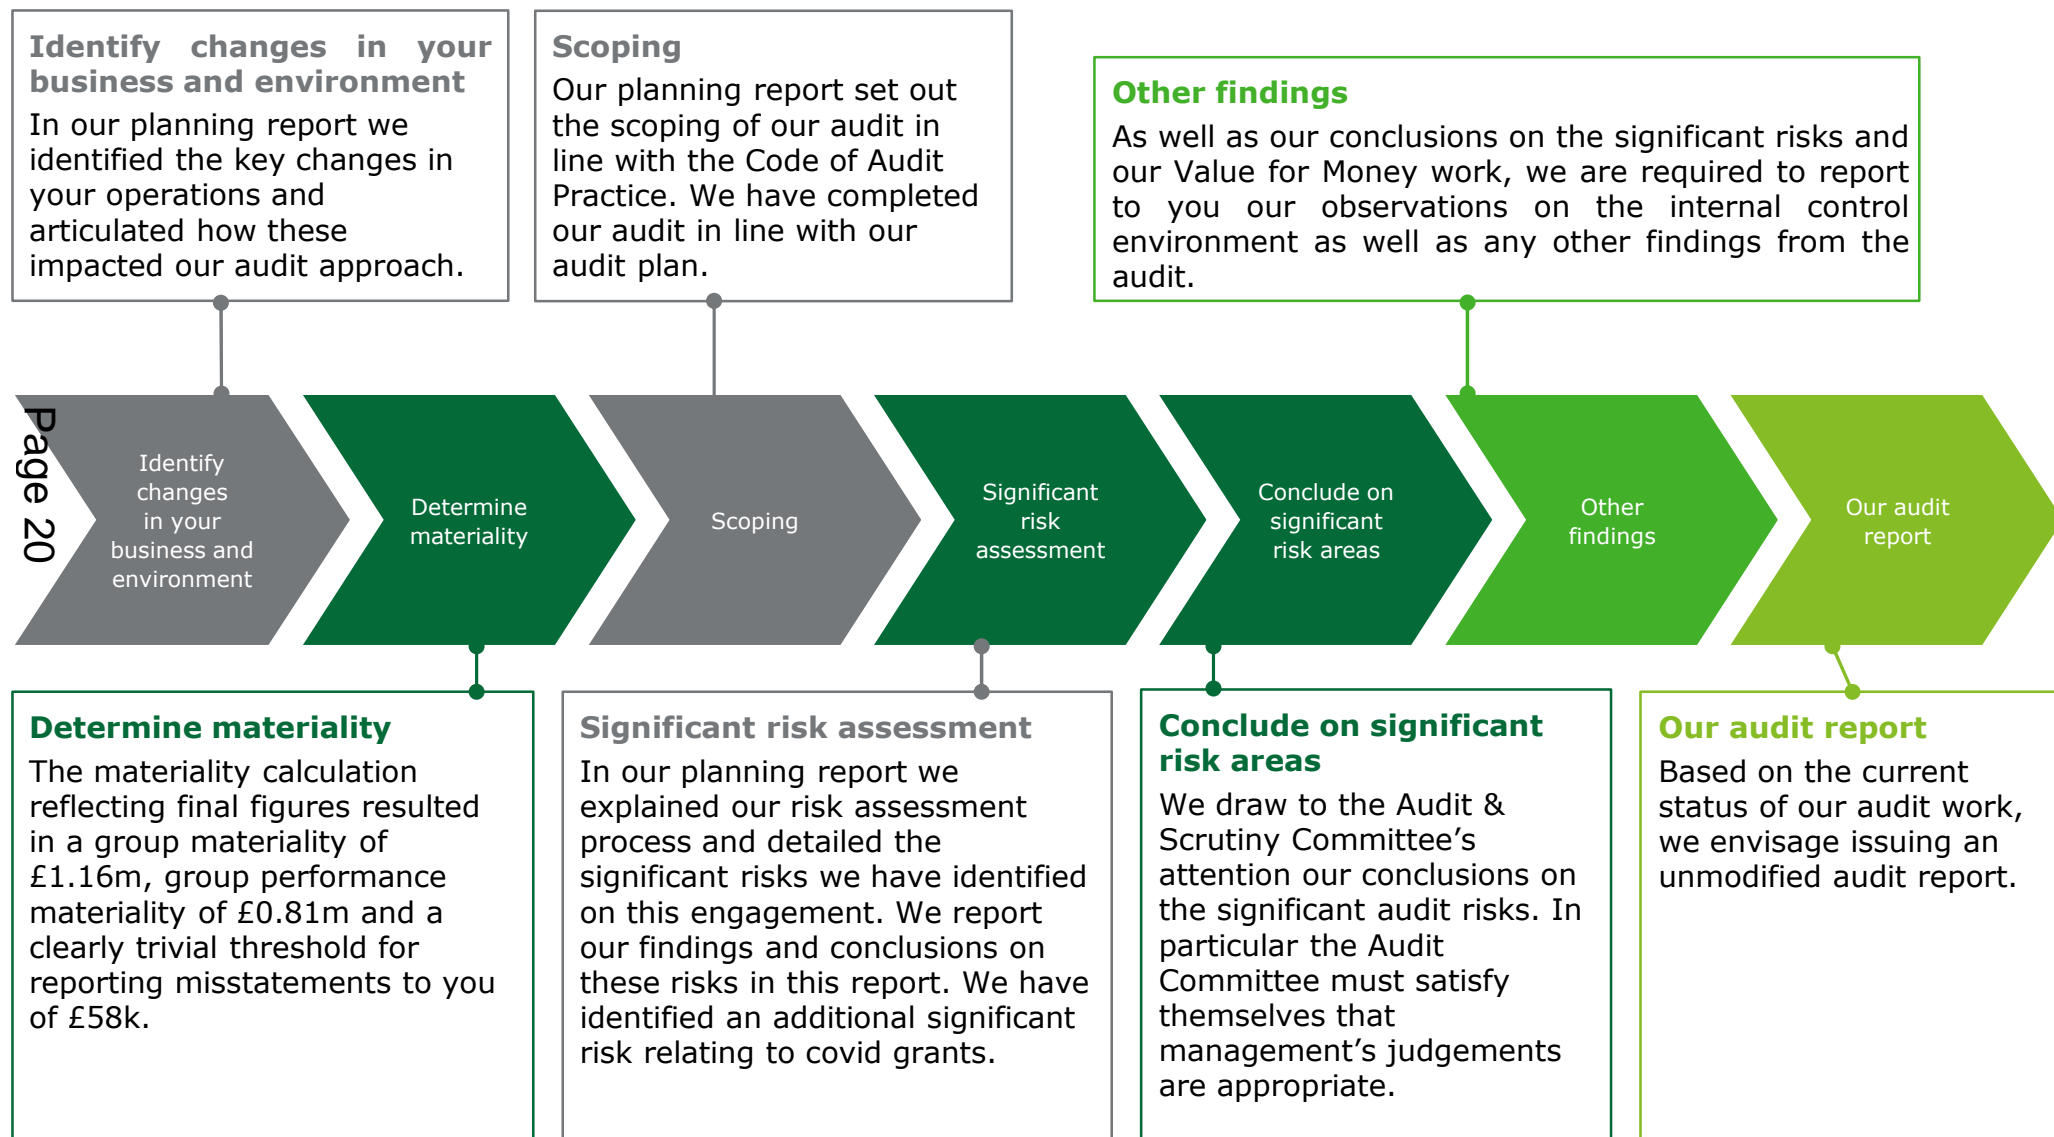 Identify changes in your
business and environment
In our planning report we
identified the key changes in
your operations and
articulated how these
impacted our audit approach.
Scoping
Our planning report set out
the scoping of our audit in
line with the Code of Audit
Practice. We have completed
our audit in line with our
audit plan.
Other findings
As well as our conclusions on the significant risks and
our Value for Money work, we are required to report
to you our observations on the internal control
environment as well as any other findings from the
audit.
Page 20
Identify
changes
in your
business and
environment
Determine
materiality
Scoping
Significant
risk
assessment
Conclude on
significant
risk areas
Other
findings
Our audit
report
Determine materiality
The materiality calculation
reflecting final figures resulted
in a group materiality of
£1.16m, group performance
materiality of £0.81m and a
clearly trivial threshold for
reporting misstatements to you
of £58k.
Significant risk assessment
In our planning report we
explained our risk assessment
process and detailed the
significant risks we have identified
on this engagement. We report
our findings and conclusions on
these risks in this report. We have
identified an additional significant
risk relating to covid grants.
Conclude on significant
risk areas
We draw to the Audit &
Scrutiny Committee’s
attention our conclusions on
the significant audit risks. In
particular the Audit
Committee must satisfy
themselves that
management’s judgements
are appropriate.
Our audit report
Based on the current
status of our audit work,
we envisage issuing an
unmodified audit report.